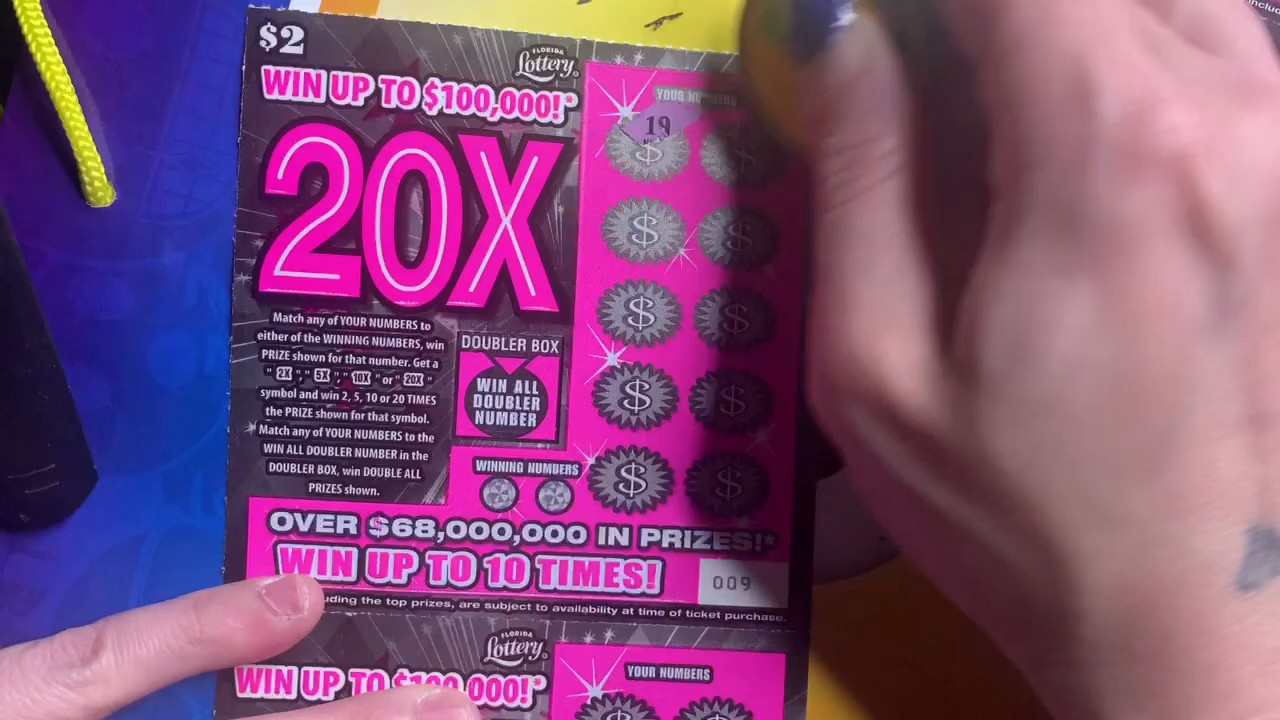 $2
FLORIDA
Lottery
WIN UP TO $100,000!*
YOUR NUMBERS
19
20X
Match any of YOUR NUMBERS to
either of the WINNING NUMBERS, win
PRIZE shown for that number. Get a
"2X", "5X", "10X" or "20X"
symbol and win 2, 5, 10 or 20 TIMES
the PRIZE shown for that symbol.
Match any of YOUR NUMBERS to the
WIN ALL DOUBLER NUMBER in the
DOUBLER BOX, win DOUBLE ALL
PRIZES shown.
DOUBLER BOX
WIN ALL
DOUBLER
NUMBER
$ $
$ $
$ $
$ $
$ $
WINNING NUMBERS
OVER $68,000,000 IN PRIZES!*
WIN UP TO 10 TIMES!
009
the top prizes, are subject to availability at time of ticket purchase.
FLORIDA
Lottery
WIN UP TO $100,000!*
YOUR NUMBERS
$ $